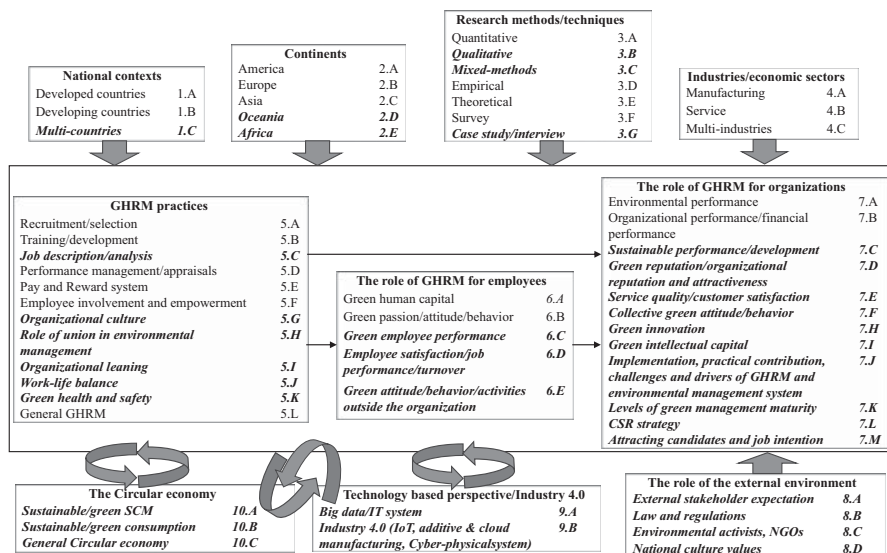 Research methods/techniques
Quantitative 3.A
Qualitative 3.B
Mixed-methods 3.C
Empirical 3.D
Theoretical 3.E
Survey 3.F
Case study/interview 3.G
Continents
America 2.A
Europe 2.B
Asia 2.C
Oceania 2.D
Africa 2.E
National contexts
Developed countries 1.A
Developing countries 1.B
Multi-countries 1.C
Industries/economic sectors
Manufacturing 4.A
Service 4.B
Multi-industries 4.C
GHRM practices
Recruitment/selection 5.A
Training/development 5.B
Job description/analysis 5.C
Performance management/appraisals 5.D
Pay and Reward system 5.E
Employee involvement and empowerment 5.F
Organizational culture 5.G
Role of union in environmental 5.H
management
Organizational leaning 5.I
Work-life balance 5.J
Green health and safety 5.K
General GHRM 5.L
The role of GHRM for employees
Green human capital 6.A
Green passion/attitude/behavior 6.B
Green employee performance 6.C
Employee satisfaction/job 6.D
performance/turnover
Green attitude/behavior/activities 6.E
outside the organization
The role of GHRM for organizations
Environmental performance 7.A
Organizational performance/financial 7.B
performance
Sustainable performance/development 7.C
Green reputation/organizational 7.D
reputation and attractiveness
Service quality/customer satisfaction 7.E
Collective green attitude/behavior 7.F
Green innovation 7.H
Green intellectual capital 7.I
Implementation, practical contribution, 7.J
challenges and drivers of GHRM and
environmental management system
Levels of green management maturity 7.K
CSR strategy 7.L
Attracting candidates and job intention 7.M
The Circular economy
Sustainable/green SCM 10.A
Sustainable/green consumption 10.B
General Circular economy 10.C
Technology based perspective/Industry 4.0
Big data/IT system 9.A
Industry 4.0 (IoT, additive & cloud 9.B
manufacturing, Cyber-physicalsystem)
The role of the external environment
External stakeholder expectation 8.A
Law and regulations 8.B
Environmental activists, NGOs 8.C
National culture values 8.D